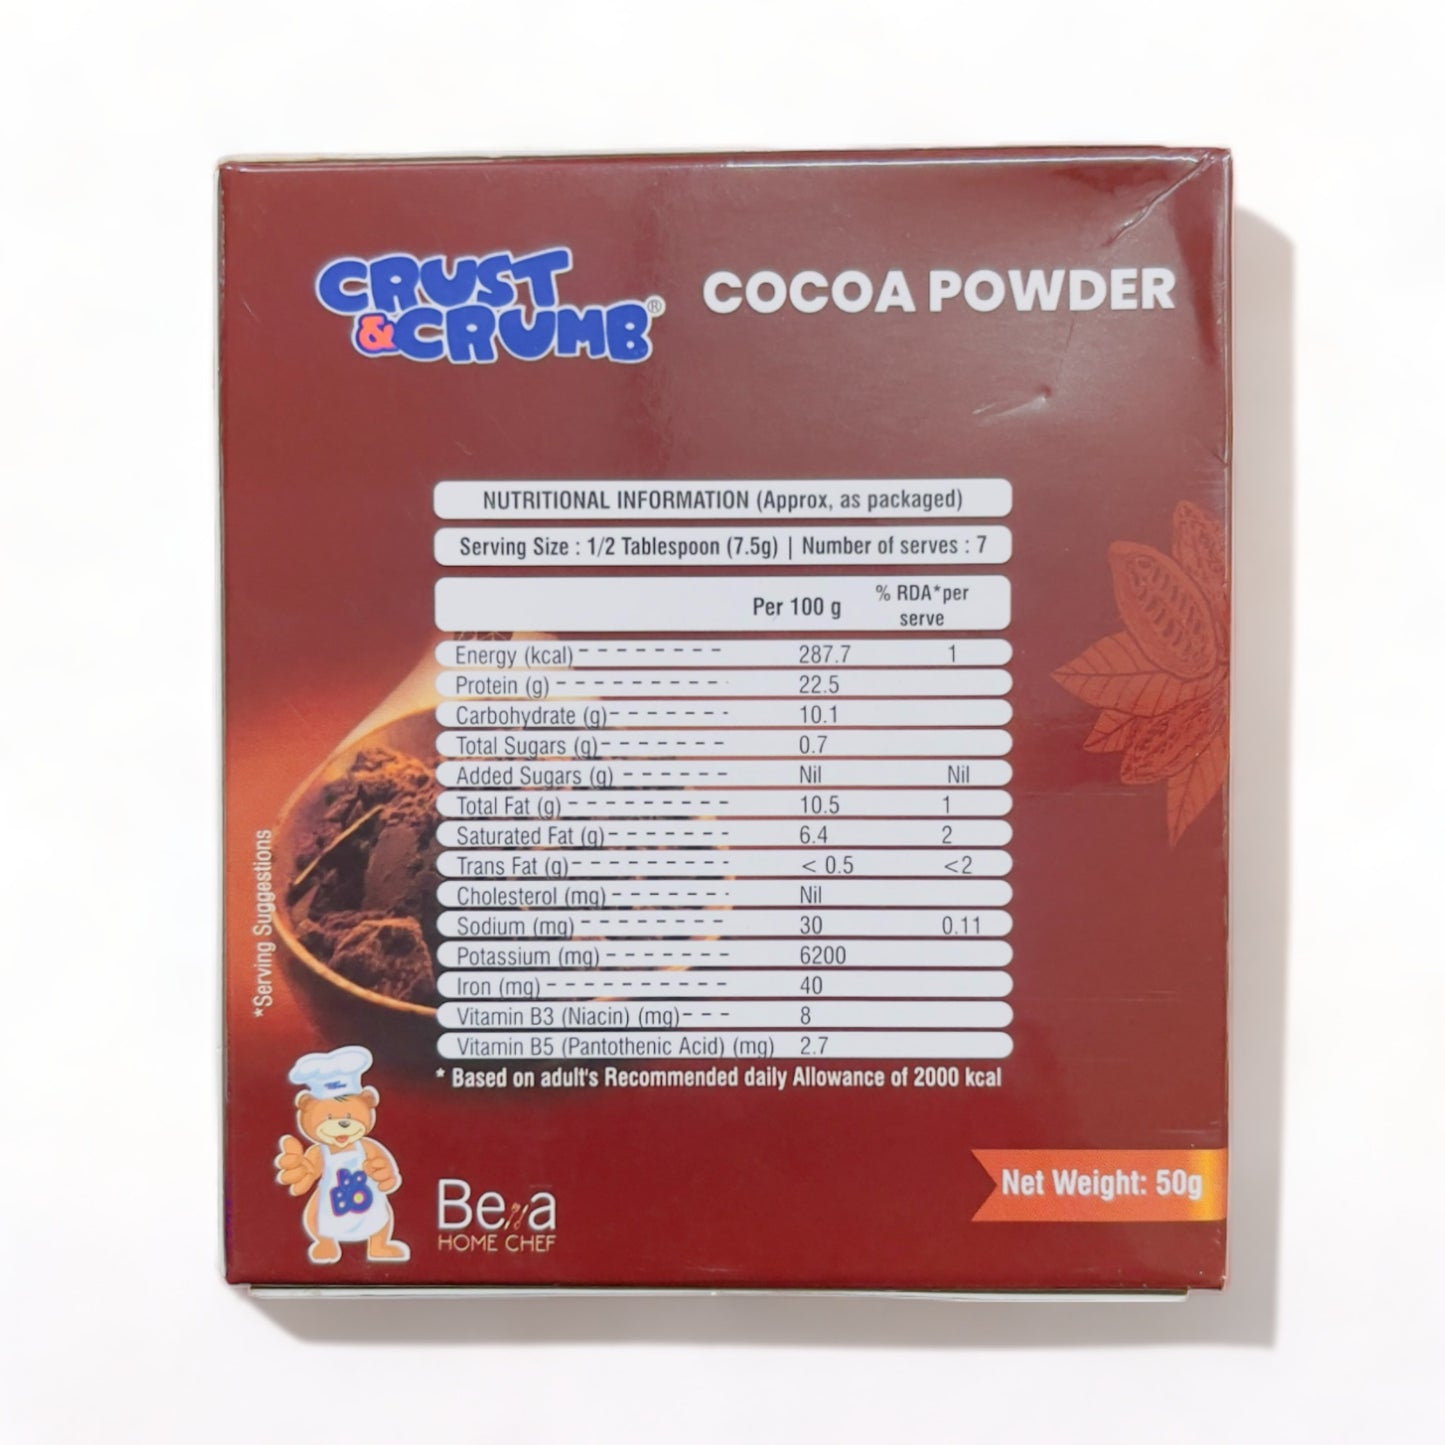 CRUST
&CRUMB®
COCOA POWDER
NUTRITIONAL INFORMATION (Approx, as packaged)
Serving Size : 1/2 Tablespoon (7.5g) | Number of serves : 7
Per 100 g % RDA*per serve
Energy (kcal) 287.7 1
Protein (g) 22.5
Carbohydrate (g) 10.1
Total Sugars (g) 0.7
Added Sugars (g) Nil Nil
Total Fat (g) 10.5 1
Saturated Fat (g) 6.4 2
Trans Fat (g) < 0.5 <2
Cholesterol (mg) Nil
Sodium (mg) 30 0.11
Potassium (mg) 6200
Iron (mg) 40
Vitamin B3 (Niacin) (mg) 8
Vitamin B5 (Pantothenic Acid) (mg) 2.7
* Based on adult's Recommended daily Allowance of 2000 kcal
*Serving Suggestions
BO
BO
HOME CHEF
Net Weight: 50g